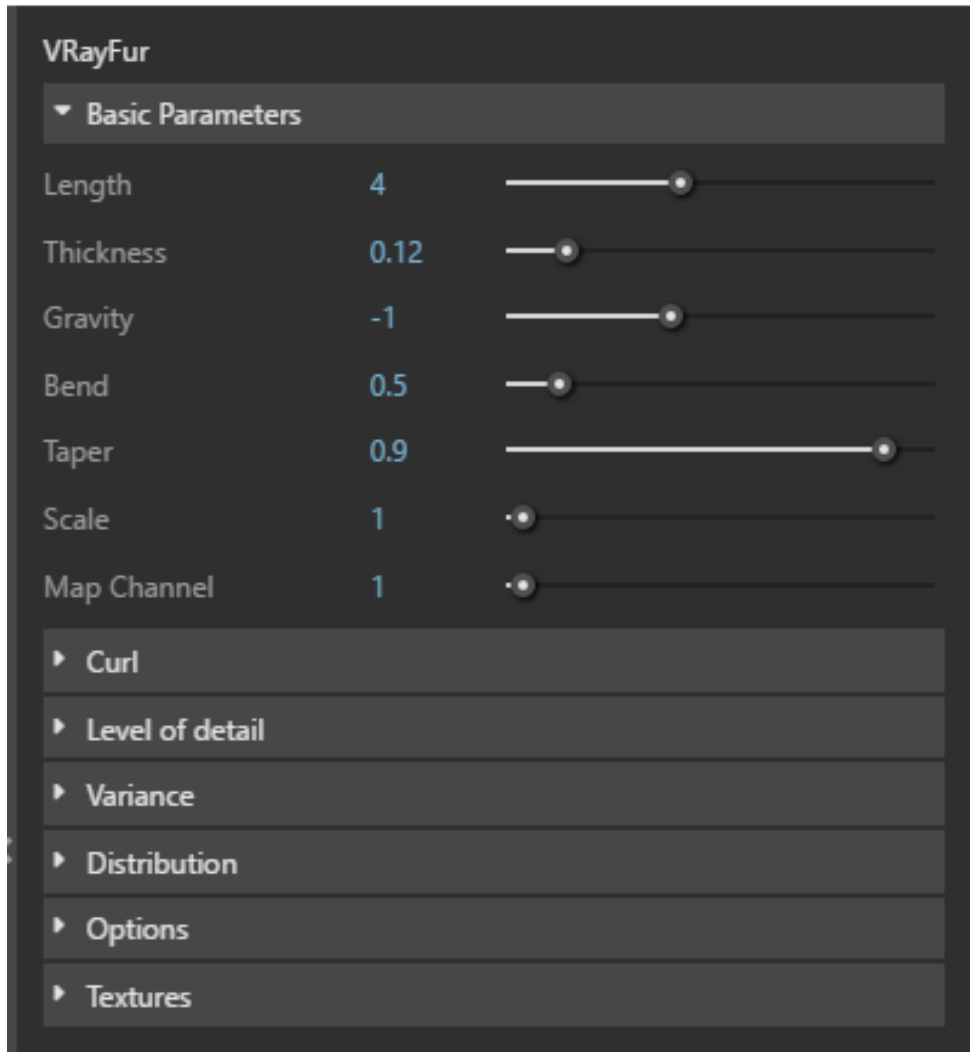 VRayFur
Basic Parameters
Length 4
Thickness 0.12
Gravity -1
Bend 0.5
Taper 0.9
Scale 1
Map Channel 1
Curl
Level of detail
Variance
Distribution
Options
Textures